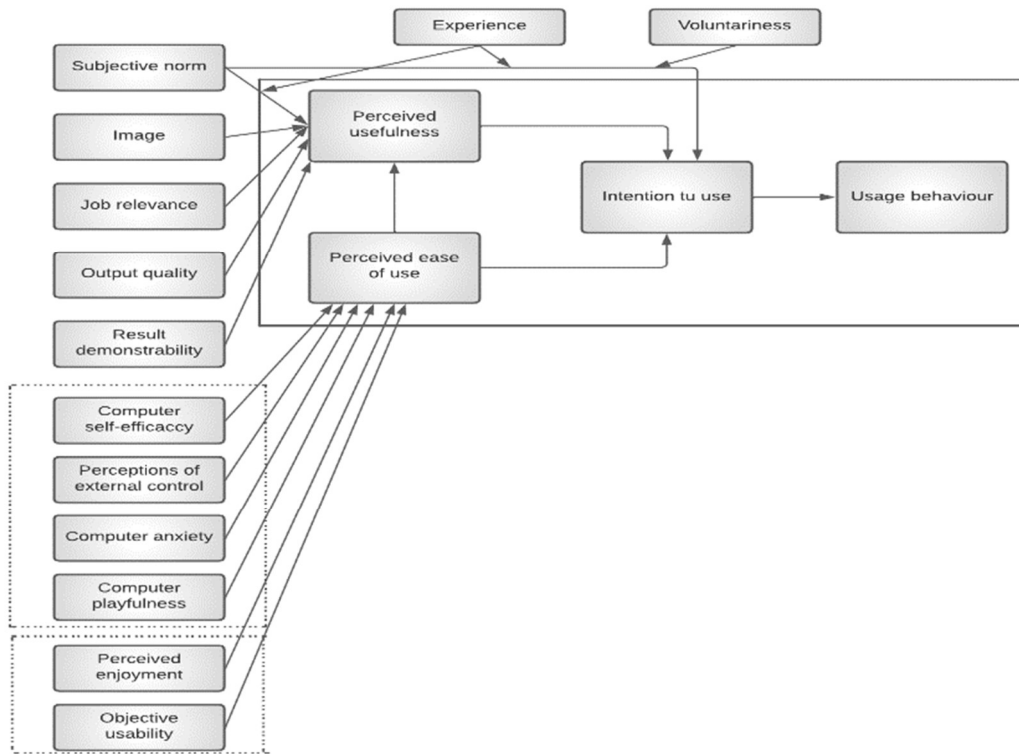 Experience
Voluntariness
Subjective norm
Perceived
usefulness
Image
Intention tu use
Usage behaviour
Job relevance
Perceived ease
of use
Output quality
Result
demonstrability
Computer
self-efficaccy
Perceptions of
external control
Computer anxiety
Computer
playfulness
Perceived
enjoyment
Objective
usability